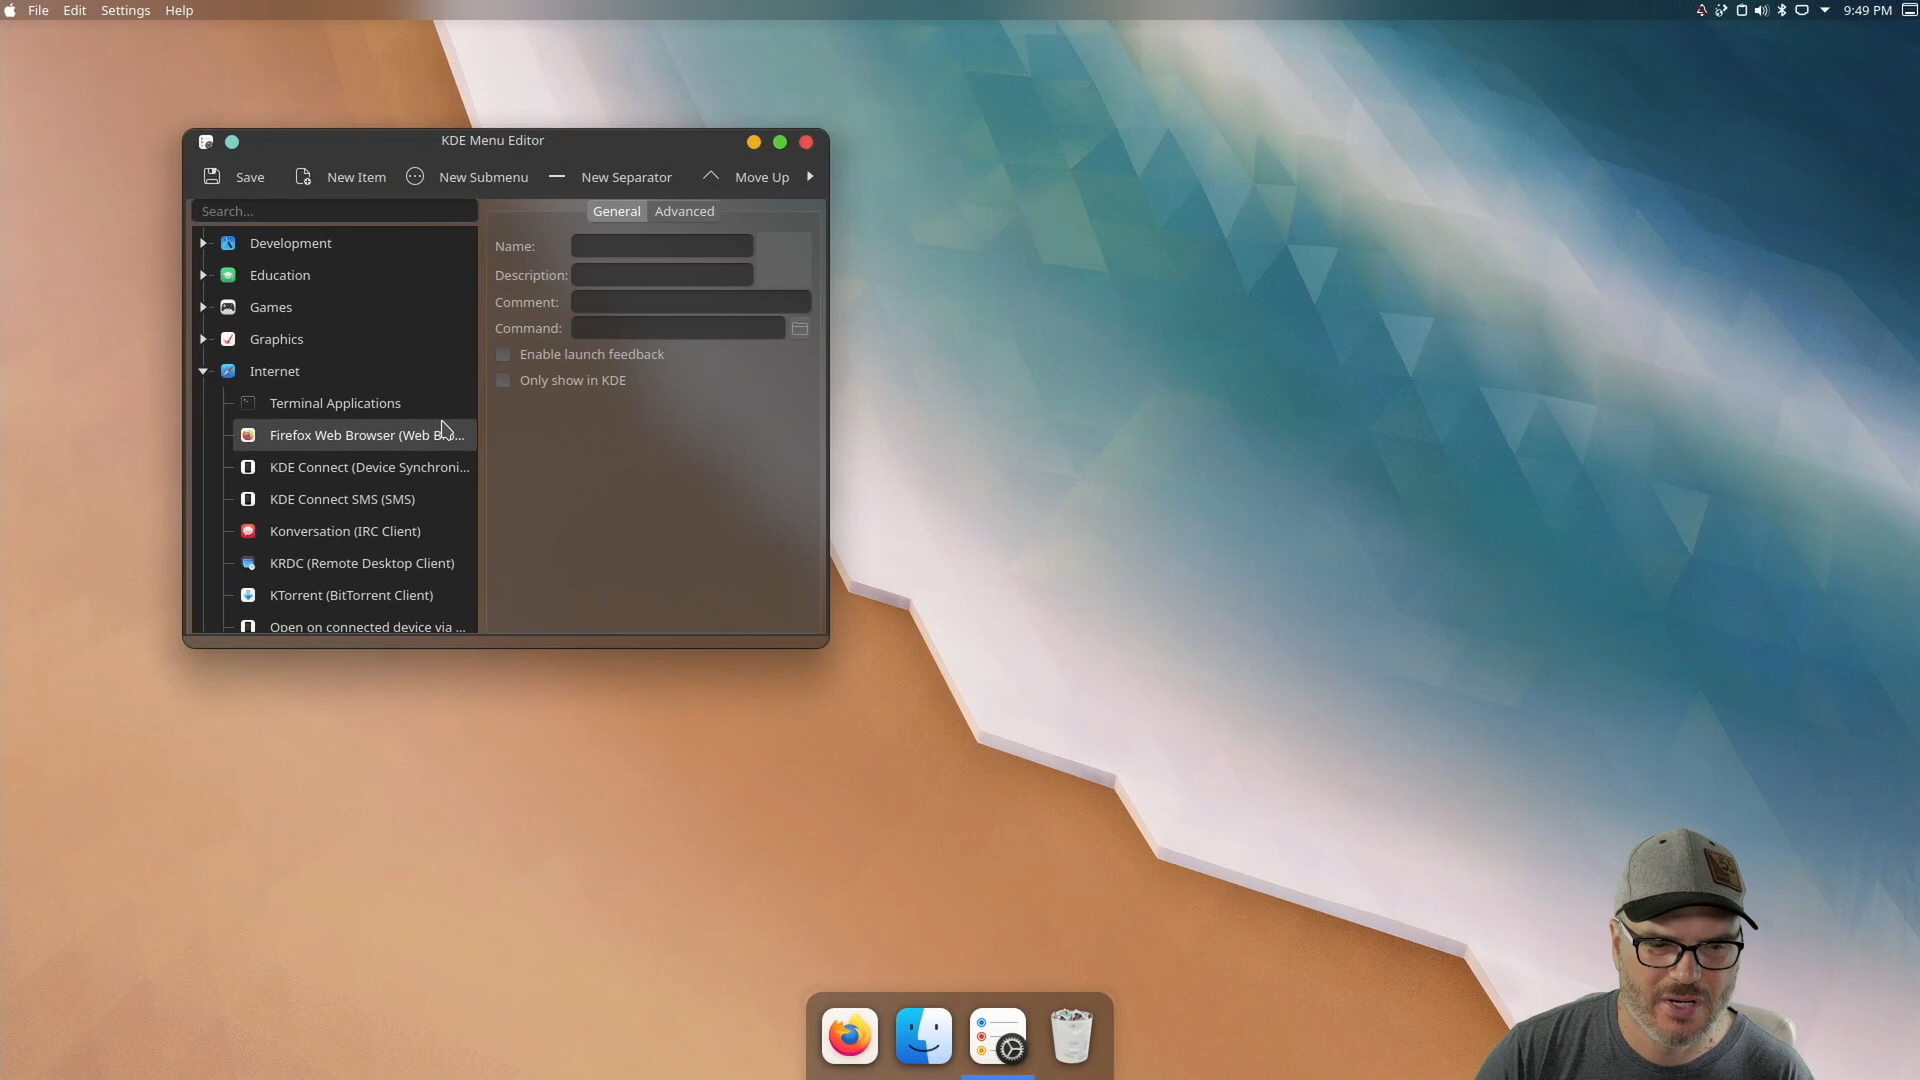 File Edit Settings Help
9:49 PM
KDE Menu Editor
Save New Item New Submenu New Separator Move Up
Search...
General Advanced
Development
Education
Games
Graphics
Internet
Terminal Applications
Firefox Web Browser (Web B
KDE Connect (Device Synchroni...
KDE Connect SMS (SMS)
Konversation (IRC Client)
KRDC (Remote Desktop Client)
KTorrent (BitTorrent Client)
Open on connected device via ...
Name:
Description:
Comment:
Command:
Enable launch feedback
Only show in KDE